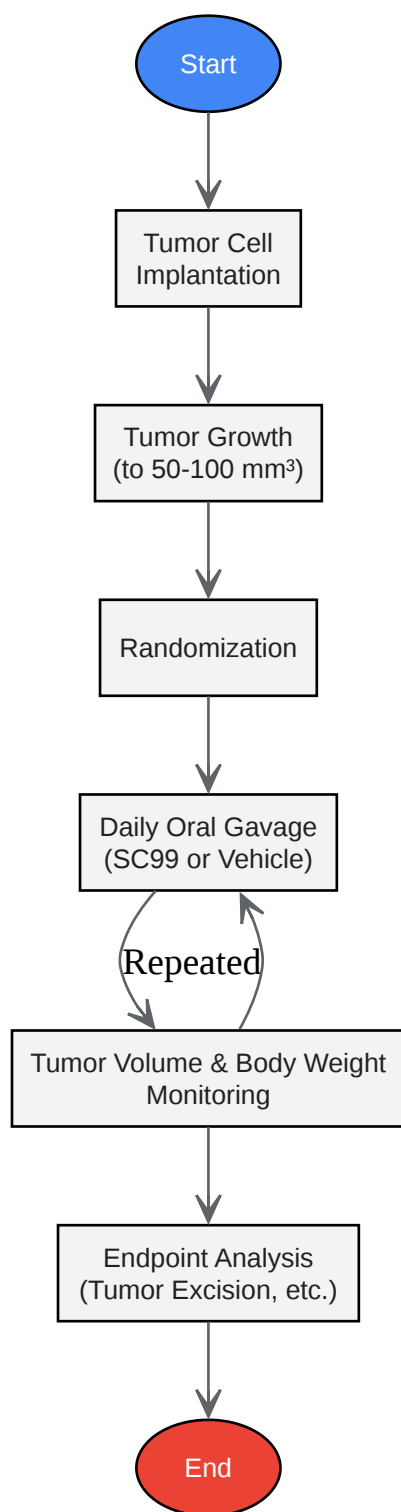 Start
Tumor Cell
Implantation
Tumor Growth
(to 50-100 mm³)
Randomization
Daily Oral Gavage
(SC99 or Vehicle)
Repeated
Tumor Volume & Body Weight
Monitoring
Endpoint Analysis
(Tumor Excision, etc.)
End